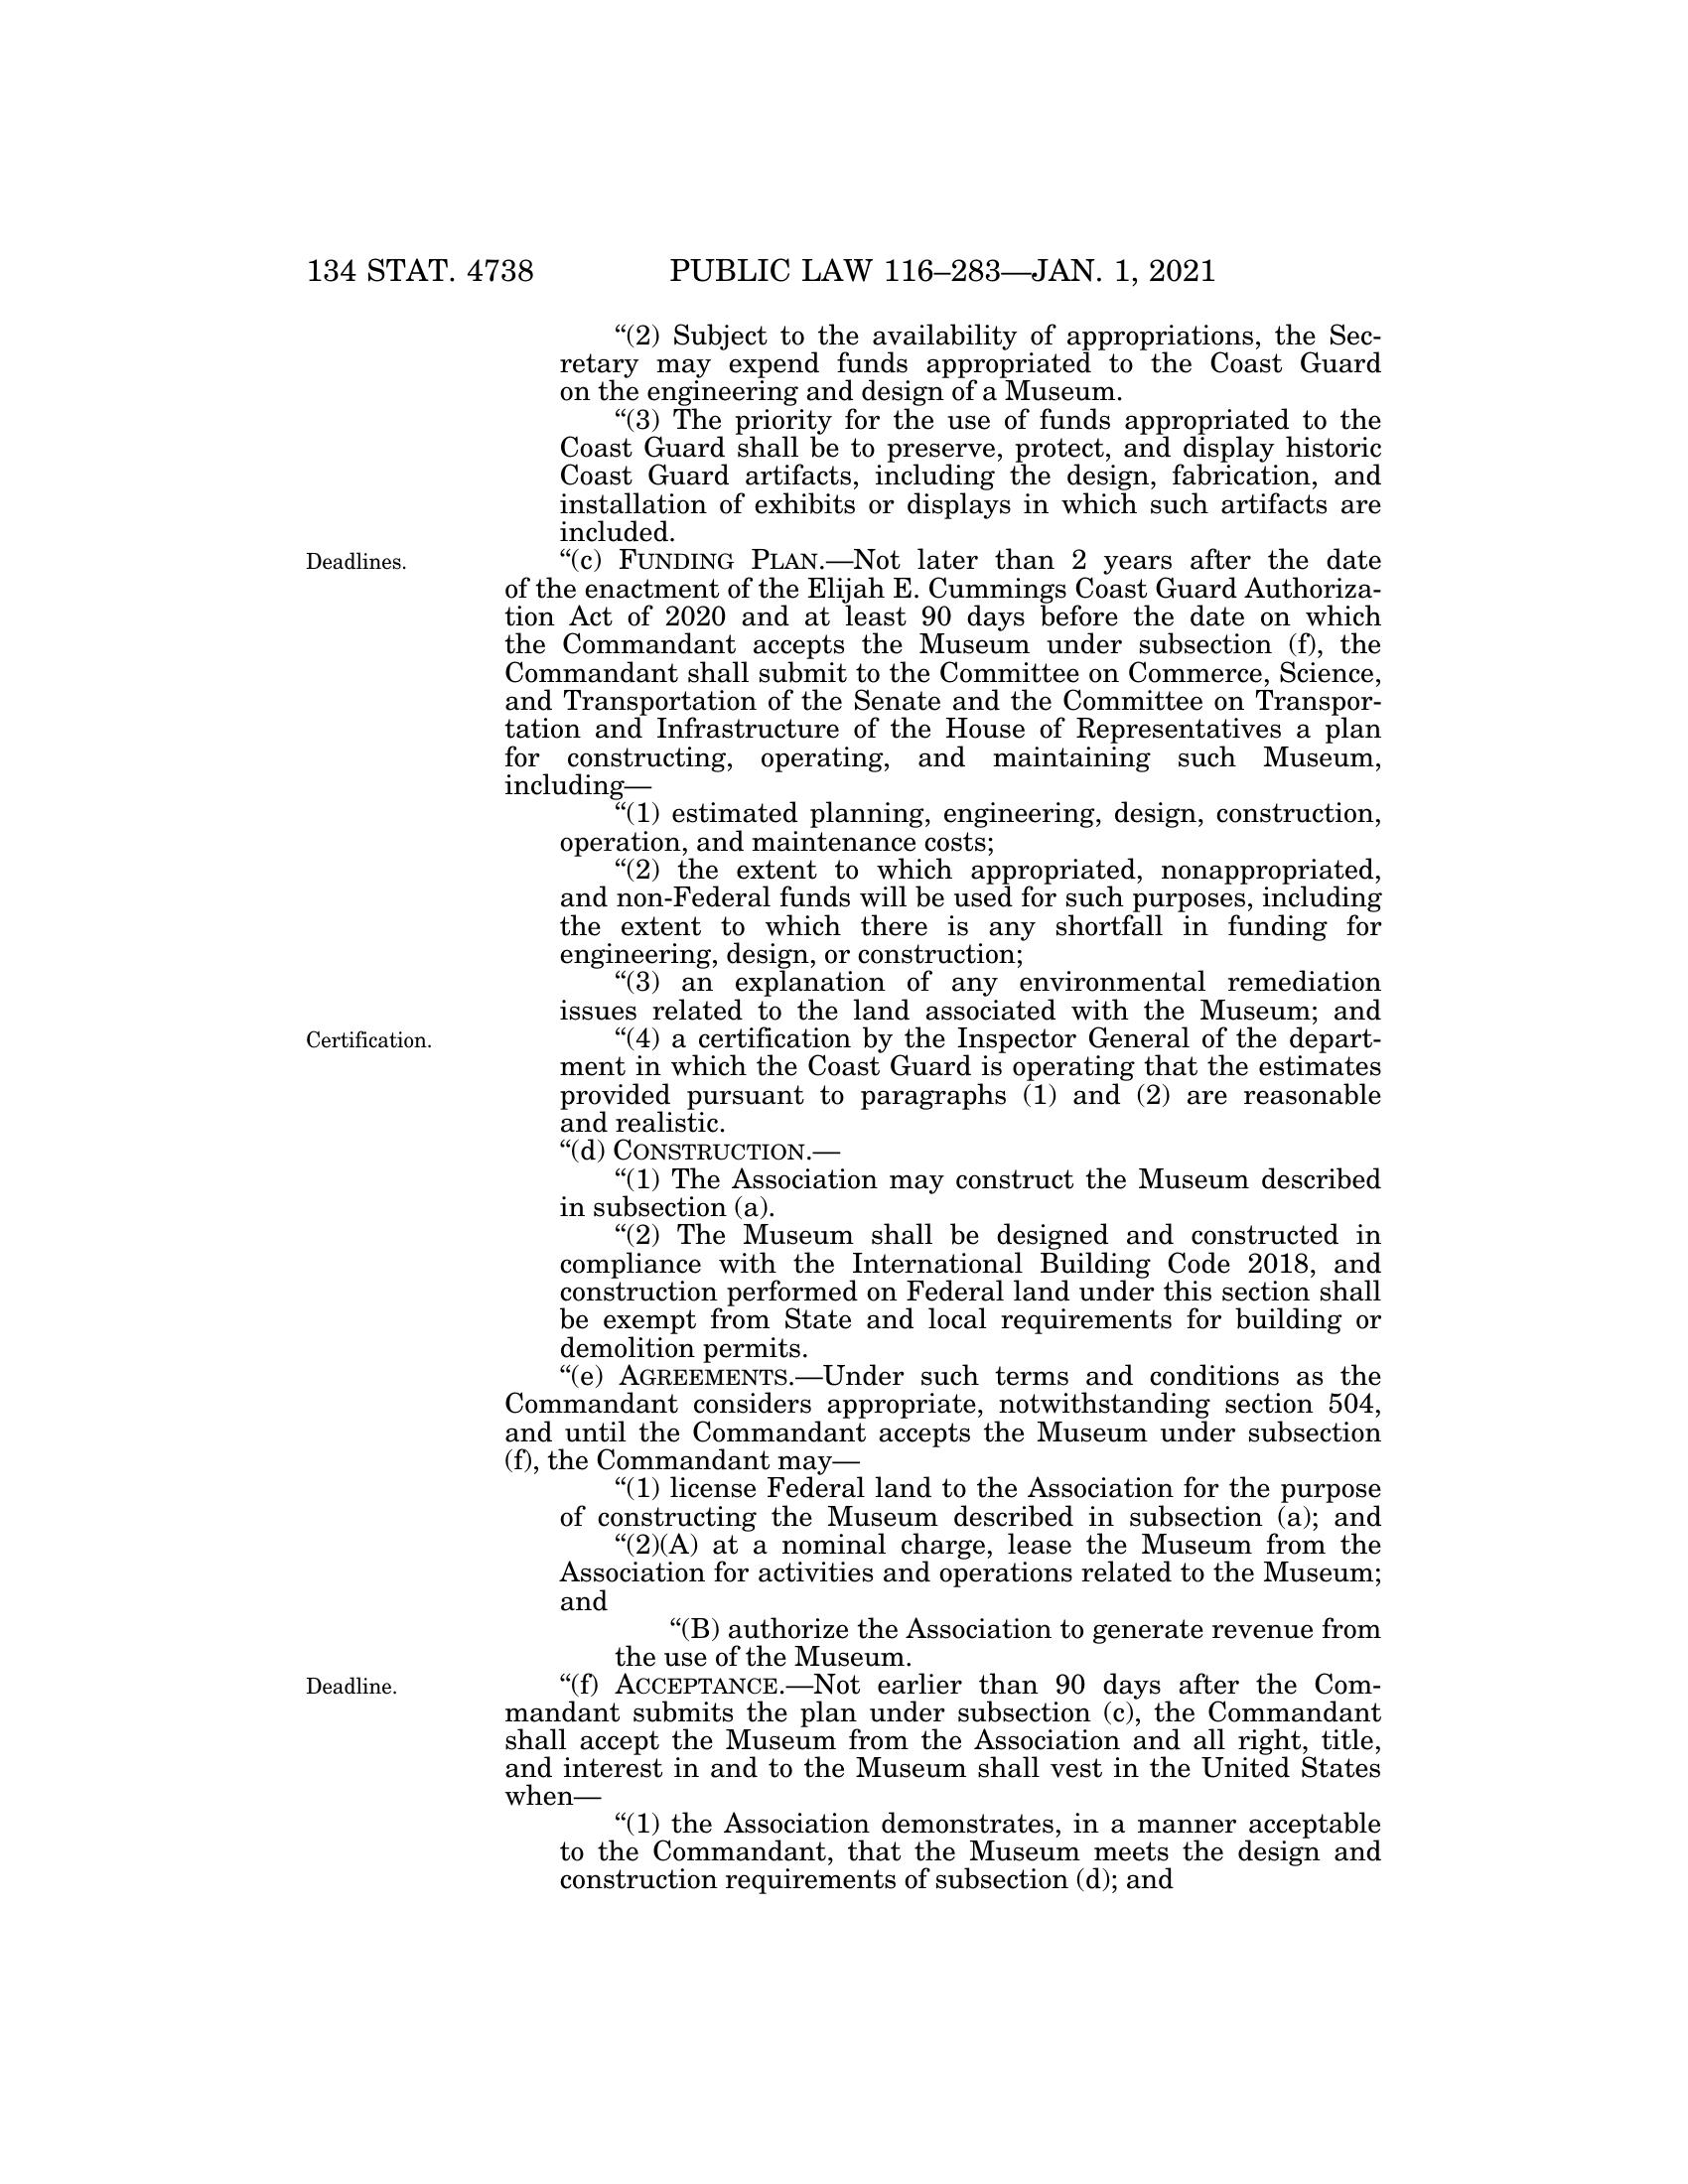 134 STAT. 4738 PUBLIC LAW 116–283—JAN. 1, 2021
“(2) Subject to the availability of appropriations, the Sec-
retary may expend funds appropriated to the Coast Guard
on the engineering and design of a Museum.
“(3) The priority for the use of funds appropriated to the
Coast Guard shall be to preserve, protect, and display historic
Coast Guard artifacts, including the design, fabrication, and
installation of exhibits or displays in which such artifacts are
included.
Deadlines.
“(c) FUNDING PLAN.—Not later than 2 years after the date
of the enactment of the Elijah E. Cummings Coast Guard Authoriza-
tion Act of 2020 and at least 90 days before the date on which
the Commandant accepts the Museum under subsection (f), the
Commandant shall submit to the Committee on Commerce, Science,
and Transportation of the Senate and the Committee on Transpor-
tation and Infrastructure of the House of Representatives a plan
for constructing, operating, and maintaining such Museum,
including—
“(1) estimated planning, engineering, design, construction,
operation, and maintenance costs;
“(2) the extent to which appropriated, nonappropriated,
and non-Federal funds will be used for such purposes, including
the extent to which there is any shortfall in funding for
engineering, design, or construction;
“(3) an explanation of any environmental remediation
issues related to the land associated with the Museum; and
Certification.
“(4) a certification by the Inspector General of the depart-
ment in which the Coast Guard is operating that the estimates
provided pursuant to paragraphs (1) and (2) are reasonable
and realistic.
“(d) CONSTRUCTION.—
“(1) The Association may construct the Museum described
in subsection (a).
“(2) The Museum shall be designed and constructed in
compliance with the International Building Code 2018, and
construction performed on Federal land under this section shall
be exempt from State and local requirements for building or
demolition permits.
“(e) AGREEMENTS.—Under such terms and conditions as the
Commandant considers appropriate, notwithstanding section 504,
and until the Commandant accepts the Museum under subsection
(f), the Commandant may—
“(1) license Federal land to the Association for the purpose
of constructing the Museum described in subsection (a); and
“(2)(A) at a nominal charge, lease the Museum from the
Association for activities and operations related to the Museum;
and
“(B) authorize the Association to generate revenue from
the use of the Museum.
Deadline.
“(f) ACCEPTANCE.—Not earlier than 90 days after the Com-
mandant submits the plan under subsection (c), the Commandant
shall accept the Museum from the Association and all right, title,
and interest in and to the Museum shall vest in the United States
when—
“(1) the Association demonstrates, in a manner acceptable
to the Commandant, that the Museum meets the design and
construction requirements of subsection (d); and